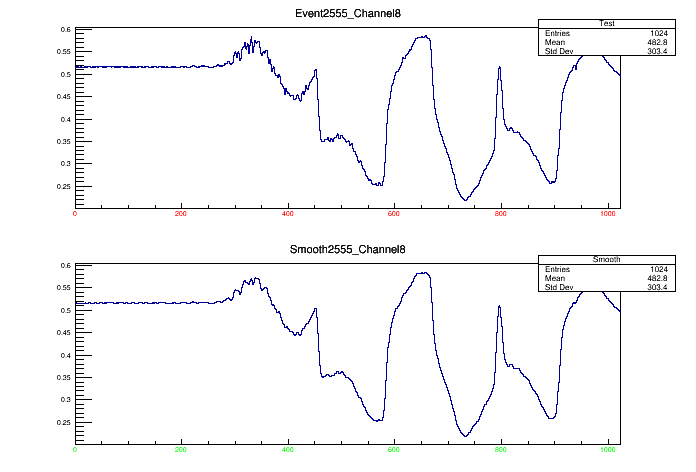 Event2555_Channel8
Test
Entries 1024
Mean 482.8
Std Dev 303.4
0.6
0.55
0.5
0.45
0.4
0.35
0.3
0.25
0 200 400 600 800 1000
Smooth2555_Channel8
Smooth
Entries 1024
Mean 482.8
Std Dev 303.4
0.6
0.55
0.5
0.45
0.4
0.35
0.3
0.25
0 200 400 600 800 1000